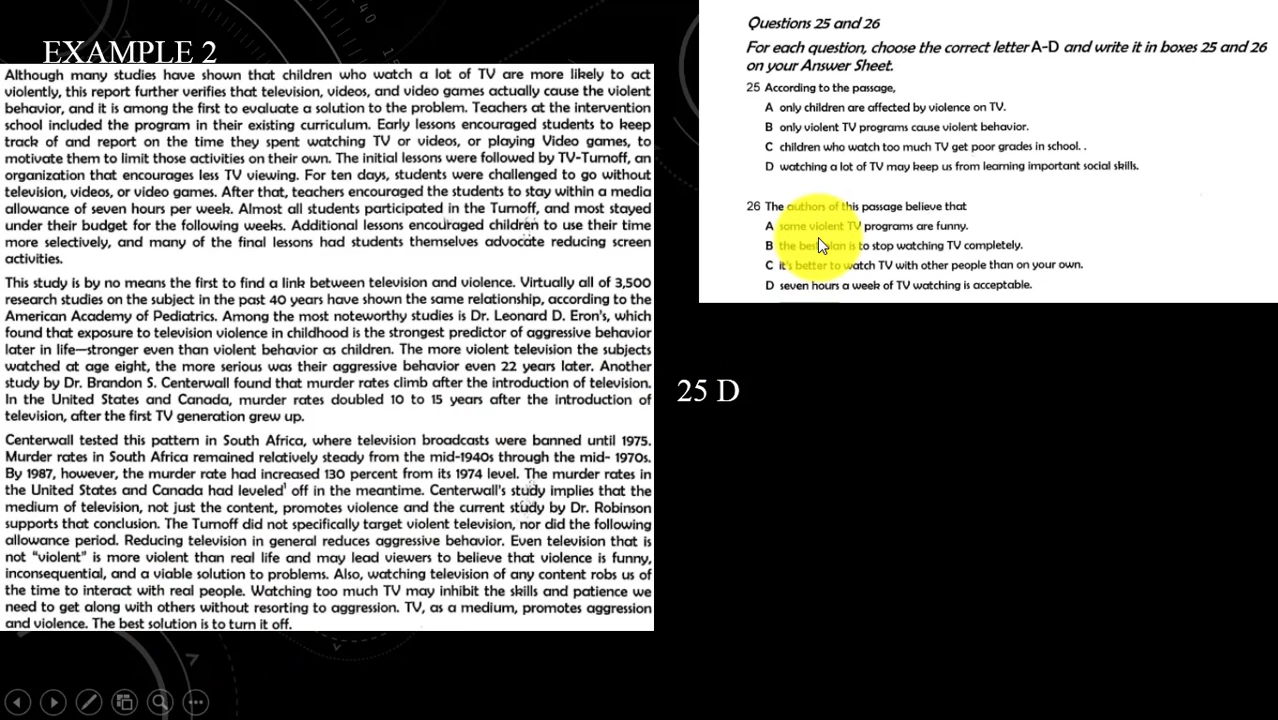 EXAMPLE 2
Although many studies have shown that children who watch a lot of TV are more likely to act
violently, this report further verifies that television, videos, and video games actually cause the violent
behavior, and it is among the first to evaluate a solution to the problem. Teachers at the intervention
school included the program in their existing curriculum. Early lessons encouraged students to keep
track of and report on the time they spent watching TV or videos, or playing Video games, to
motivate them to limit those activities on their own. The initial lessons were followed by TV-Turnoff, an
organization that encourages less TV viewing. For ten days, students were challenged to go without
television, videos, or video games. After that, teachers encouraged the students to stay within a media
allowance of seven hours per week. Almost all students participated in the Turnoff, and most stayed
under their budget for the following weeks. Additional lessons encouraged children to use their time
more selectively, and many of the final lessons had students themselves advocate reducing screen
activities.
This study is by no means the first to find a link between television and violence. Virtually all of 3,500
research studies on the subject in the past 40 years have shown the same relationship, according to the
American Academy of Pediatrics. Among the most noteworthy studies is Dr. Leonard D. Eron's, which
found that exposure to television violence in childhood is the strongest predictor of aggressive behavior
later in life—stronger even than violent behavior as children. The more violent television the subjects
watched at age eight, the more serious was their aggressive behavior even 22 years later. Another
study by Dr. Brandon S. Centerwall found that murder rates climb after the introduction of television.
In the United States and Canada, murder rates doubled 10 to 15 years after the introduction of
television, after the first TV generation grew up.
Centerwall tested this pattern in South Africa, where television broadcasts were banned until 1975.
Murder rates in South Africa remained relatively steady from the mid-1940s through the mid- 1970s.
By 1987, however, the murder rate had increased 130 percent from its 1974 level. The murder rates in
the United States and Canada had leveled' off in the meantime. Centerwall's study implies that the
medium of television, not just the content, promotes violence and the current study by Dr. Robinson
supports that conclusion. The Turnoff did not specifically target violent television, nor did the following
allowance period. Reducing television in general reduces aggressive behavior. Even television that is
not "violent" is more violent than real life and may lead viewers to believe that violence is funny,
inconsequential, and a viable solution to problems. Also, watching television of any content robs us of
the time to interact with real people. Watching too much TV may inhibit the skills and patience we
need to get along with others without resorting to aggression. TV, as a medium, promotes aggression
and violence. The best solution is to turn it off.
Questions 25 and 26
For each question, choose the correct letter A-D and write it in boxes 25 and 26
on your Answer Sheet.
25 According to the passage,
A only children are affected by violence on TV.
B only violent TV programs cause violent behavior.
C children who watch too much TV get poor grades in school. .
D watching a lot of TV may keep us from learning important social skills.
26 The authors of this passage believe that
A some violent TV programs are funny.
B the best plan is to stop watching TV completely.
C it's better to watch TV with other people than on your own.
D seven hours a week of TV watching is acceptable.
25 D